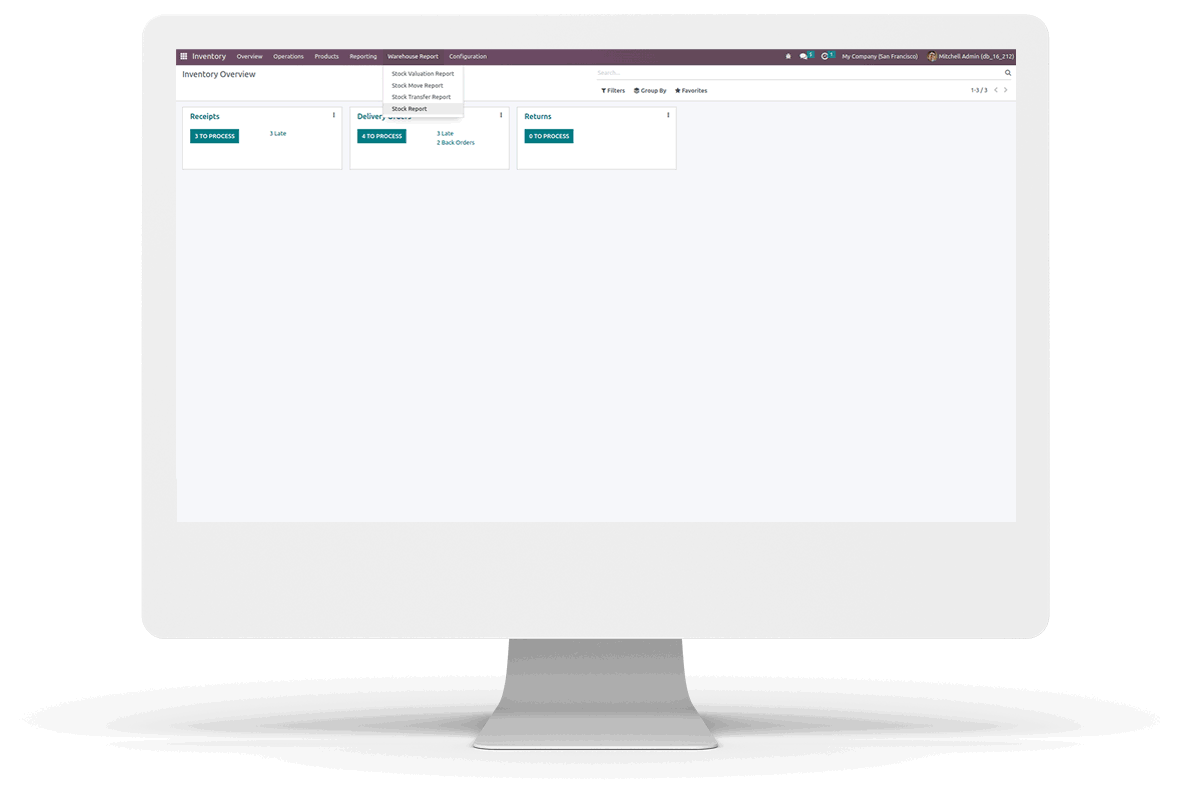 Inventory Overview Operations Products Reporting Warehouse Report Configuration 5 1 My Company (San Francisco) Mitchell Admin (db_16_212)
Inventory Overview
Search...
Stock Valuation Report
Stock Move Report
Stock Transfer Report
Stock Report
Filters Group By Favorites 1-3 / 3
Receipts
3 TO PROCESS
3 Late
Delivery Orders
4 TO PROCESS
3 Late
2 Back Orders
Returns
0 TO PROCESS